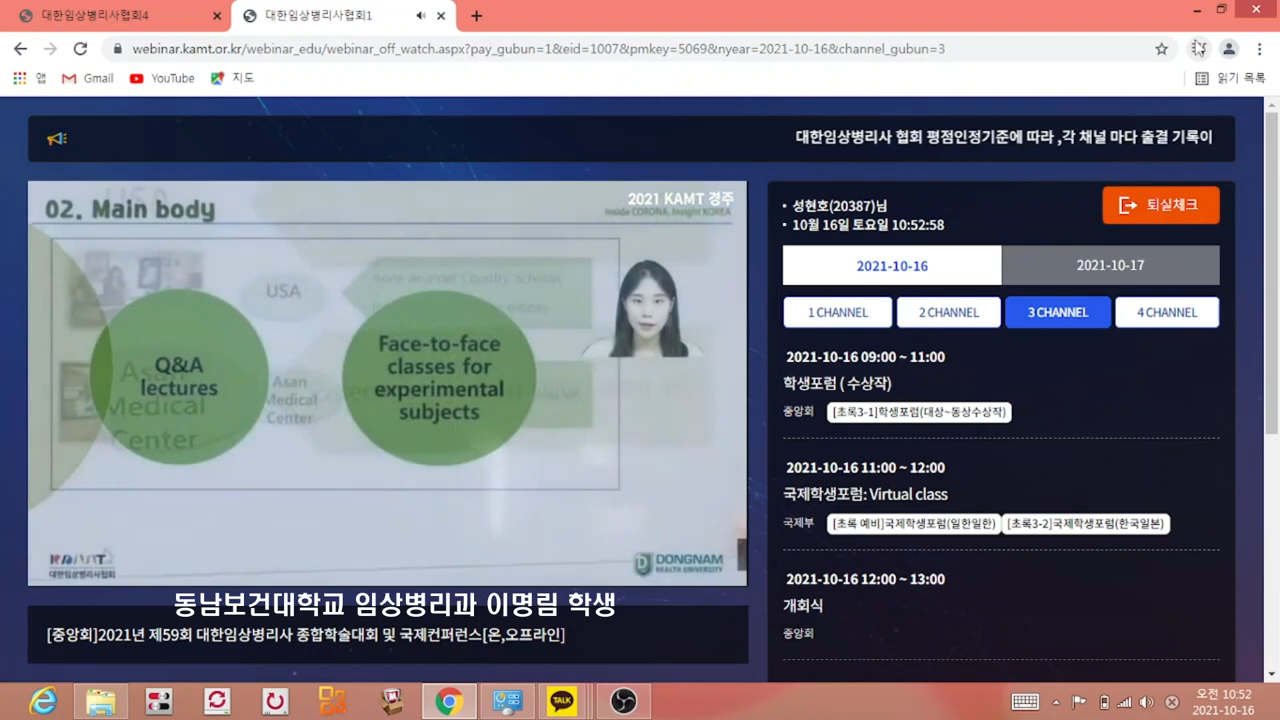 대한임상병리사협회4
대한임상병리사협회1
webinar.kamt.or.kr/webinar_edu/webinar_off_watch.aspx?pay_gubun=1&eid=1007&pmkey=5069&nyear=2021-10-16&channel_gubun=3
앱
Gmail
YouTube
지도
읽기 목록
대한임상병리사 협회 평점인정기준에 따라 ,각 채널 마다 출결 기록이
02. Main body
2021 KAMT 경주
Inside CORONA, Insight KOREA
USA
Anne Arundel Country Schools
Q&A
lectures
Asan
Medical
Center
Face-to-face
classes for
experimental
subjects
Asan
Medical
Center
KAMT
대한임상병리사협회
DONGNAM
HEALTH UNIVERSITY
동남보건대학교 임상병리과 이명림 학생
[중앙회]2021년 제59회 대한임상병리사 종합학술대회 및 국제컨퍼런스[온,오프라인]
성현호(20387)님
10월 16일 토요일 10:52:58
퇴실체크
2021-10-16
2021-10-17
1 CHANNEL
2 CHANNEL
3 CHANNEL
4 CHANNEL
2021-10-16 09:00 ~ 11:00
학생포럼 ( 수상작)
중앙회
[초록3-1]학생포럼(대상~동상수상작)
2021-10-16 11:00 ~ 12:00
국제학생포럼: Virtual class
국제부
[초록 예비]국제학생포럼(일한일한)
[초록3-2]국제학생포럼(한국일본)
2021-10-16 12:00 ~ 13:00
개회식
중앙회
TALK
오전 10:52
2021-10-16